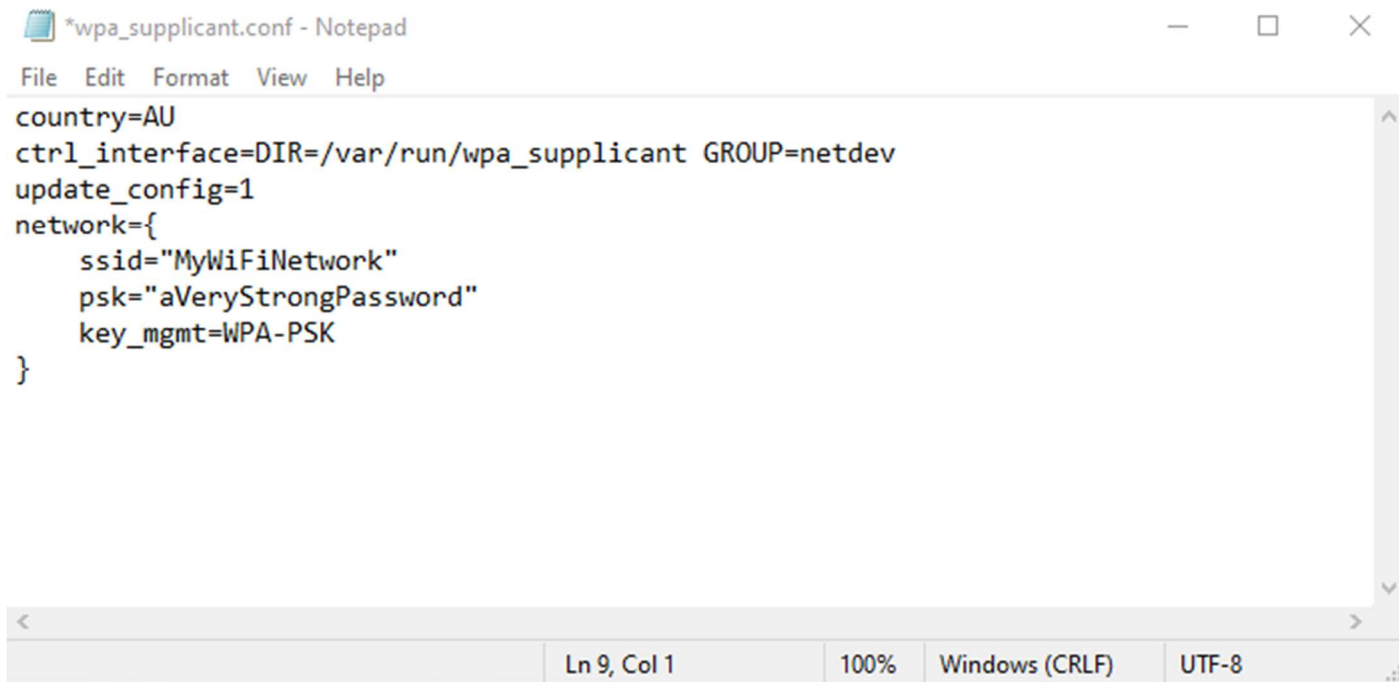 *wpa_supplicant.conf - Notepad
File Edit Format View Help
country=AU
ctrl_interface=DIR=/var/run/wpa_supplicant GROUP=netdev
update_config=1
network={
    ssid="MyWiFiNetwork"
    psk="aVeryStrongPassword"
    key_mgmt=WPA-PSK
}
Ln 9, Col 1 100% Windows (CRLF) UTF-8